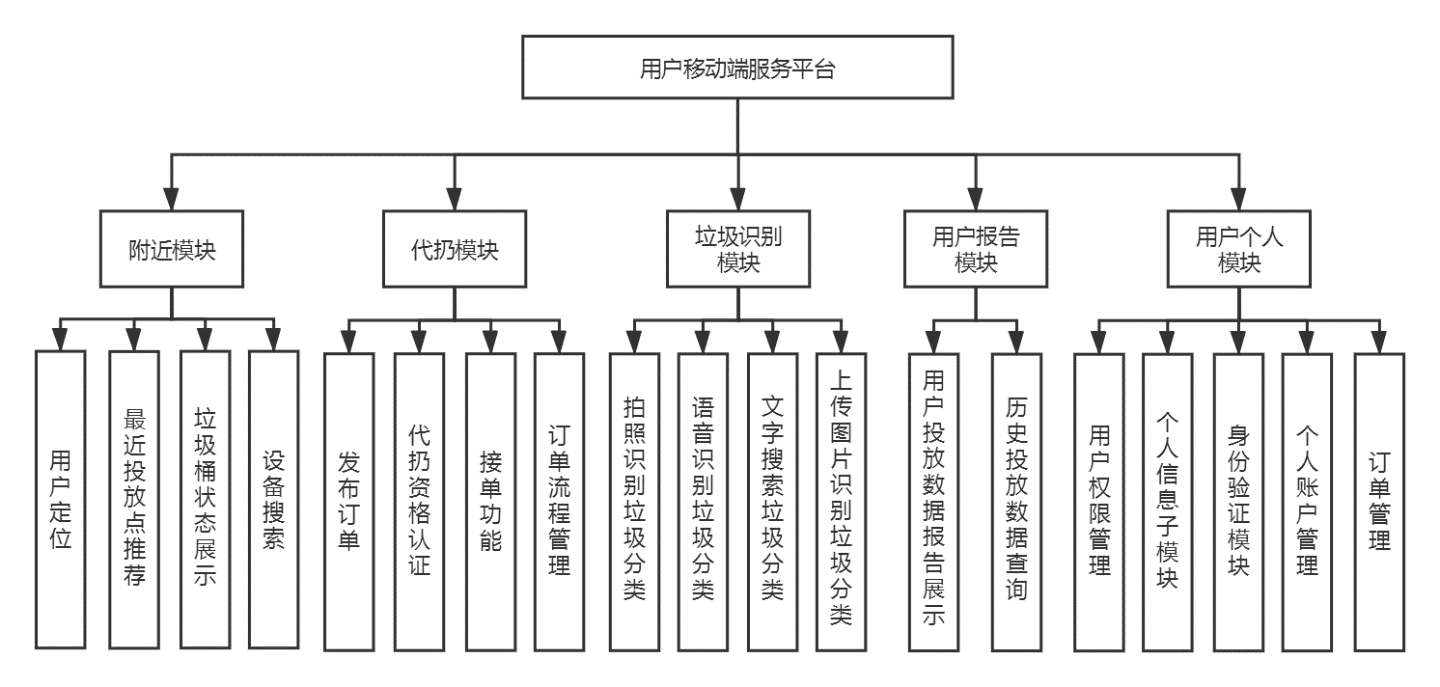 用户移动端服务平台
附近模块
代扔模块
垃圾识别
模块
用户报告
模块
用户个人
模块
用户定位
最近投放点推荐
垃圾桶状态展示
设备搜索
发布订单
代扔资格认证
接单功能
订单流程管理
拍照识别垃圾分类
语音识别垃圾分类
文字搜索垃圾分类
上传图片识别垃圾分类
用户投放数据报告展示
历史投放数据查询
用户权限管理
个人信息子模块
身份验证模块
个人账户管理
订单管理